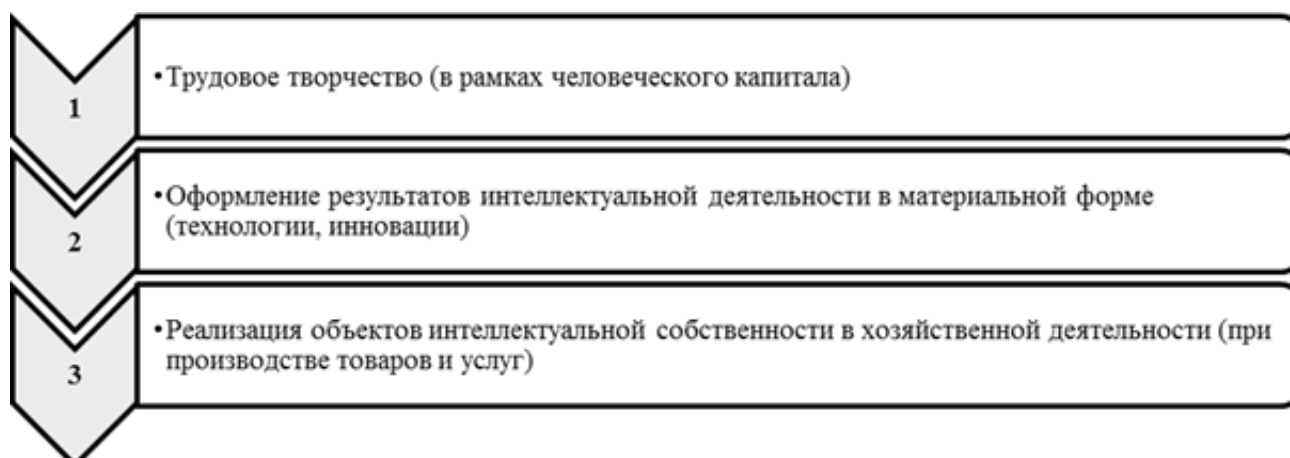 1
•Трудовое творчество (в рамках человеческого капитала)
2
•Оформление результатов интеллектуальной деятельности в материальной форме
(технологии, инновации)
3
•Реализация объектов интеллектуальной собственности в хозяйственной деятельности (при
производстве товаров и услуг)